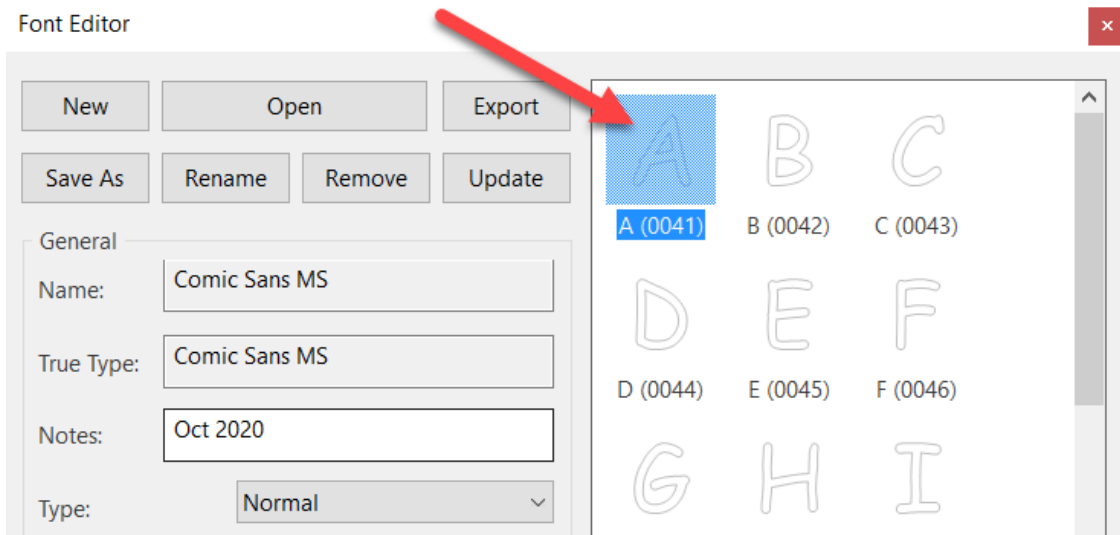 Font Editor
×
New Open Export
Save As Rename Remove Update
General
Name: Comic Sans MS
True Type: Comic Sans MS
Notes: Oct 2020
Type: Normal
A B C
A (0041) B (0042) C (0043)
D E F
D (0044) E (0045) F (0046)
G H I